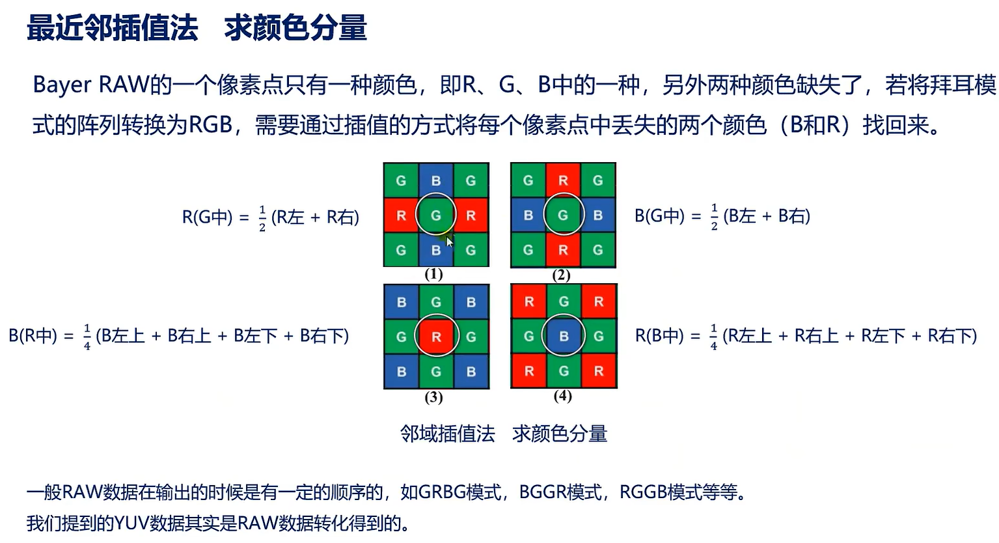 最近邻插值法 求颜色分量
Bayer RAW的一个像素点只有一种颜色，即R、G、B中的一种，另外两种颜色缺失了，若将拜耳模
式的阵列转换为RGB，需要通过插值的方式将每个像素点中丢失的两个颜色（B和R）找回来。
R(G中) = 1/2 (R左 + R右)
G B G
R G R
G B G
(1)
G R G
B G B
G R G
(2)
B(G中) = 1/2 (B左 + B右)
B(R中) = 1/4 (B左上 + B右上 + B左下 + B右下)
B G B
G R G
B G B
(3)
R G R
G B G
R G R
(4)
R(B中) = 1/4 (R左上 + R右上 + R左下 + R右下)
邻域插值法 求颜色分量
一般RAW数据在输出的时候是有一定的顺序的，如GRBG模式，BGGR模式，RGGB模式等等。
我们提到的YUV数据其实是RAW数据转化得到的。